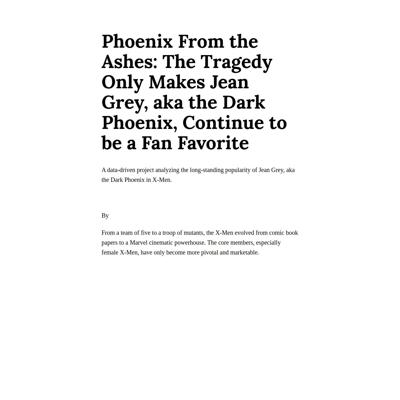 Phoenix From the
Ashes: The Tragedy
Only Makes Jean
Grey, aka the Dark
Phoenix, Continue to
be a Fan Favorite
A data-driven project analyzing the long-standing popularity of Jean Grey, aka
the Dark Phoenix in X-Men.
By
From a team of five to a troop of mutants, the X-Men evolved from comic book
papers to a Marvel cinematic powerhouse. The core members, especially
female X-Men, have only become more pivotal and marketable.